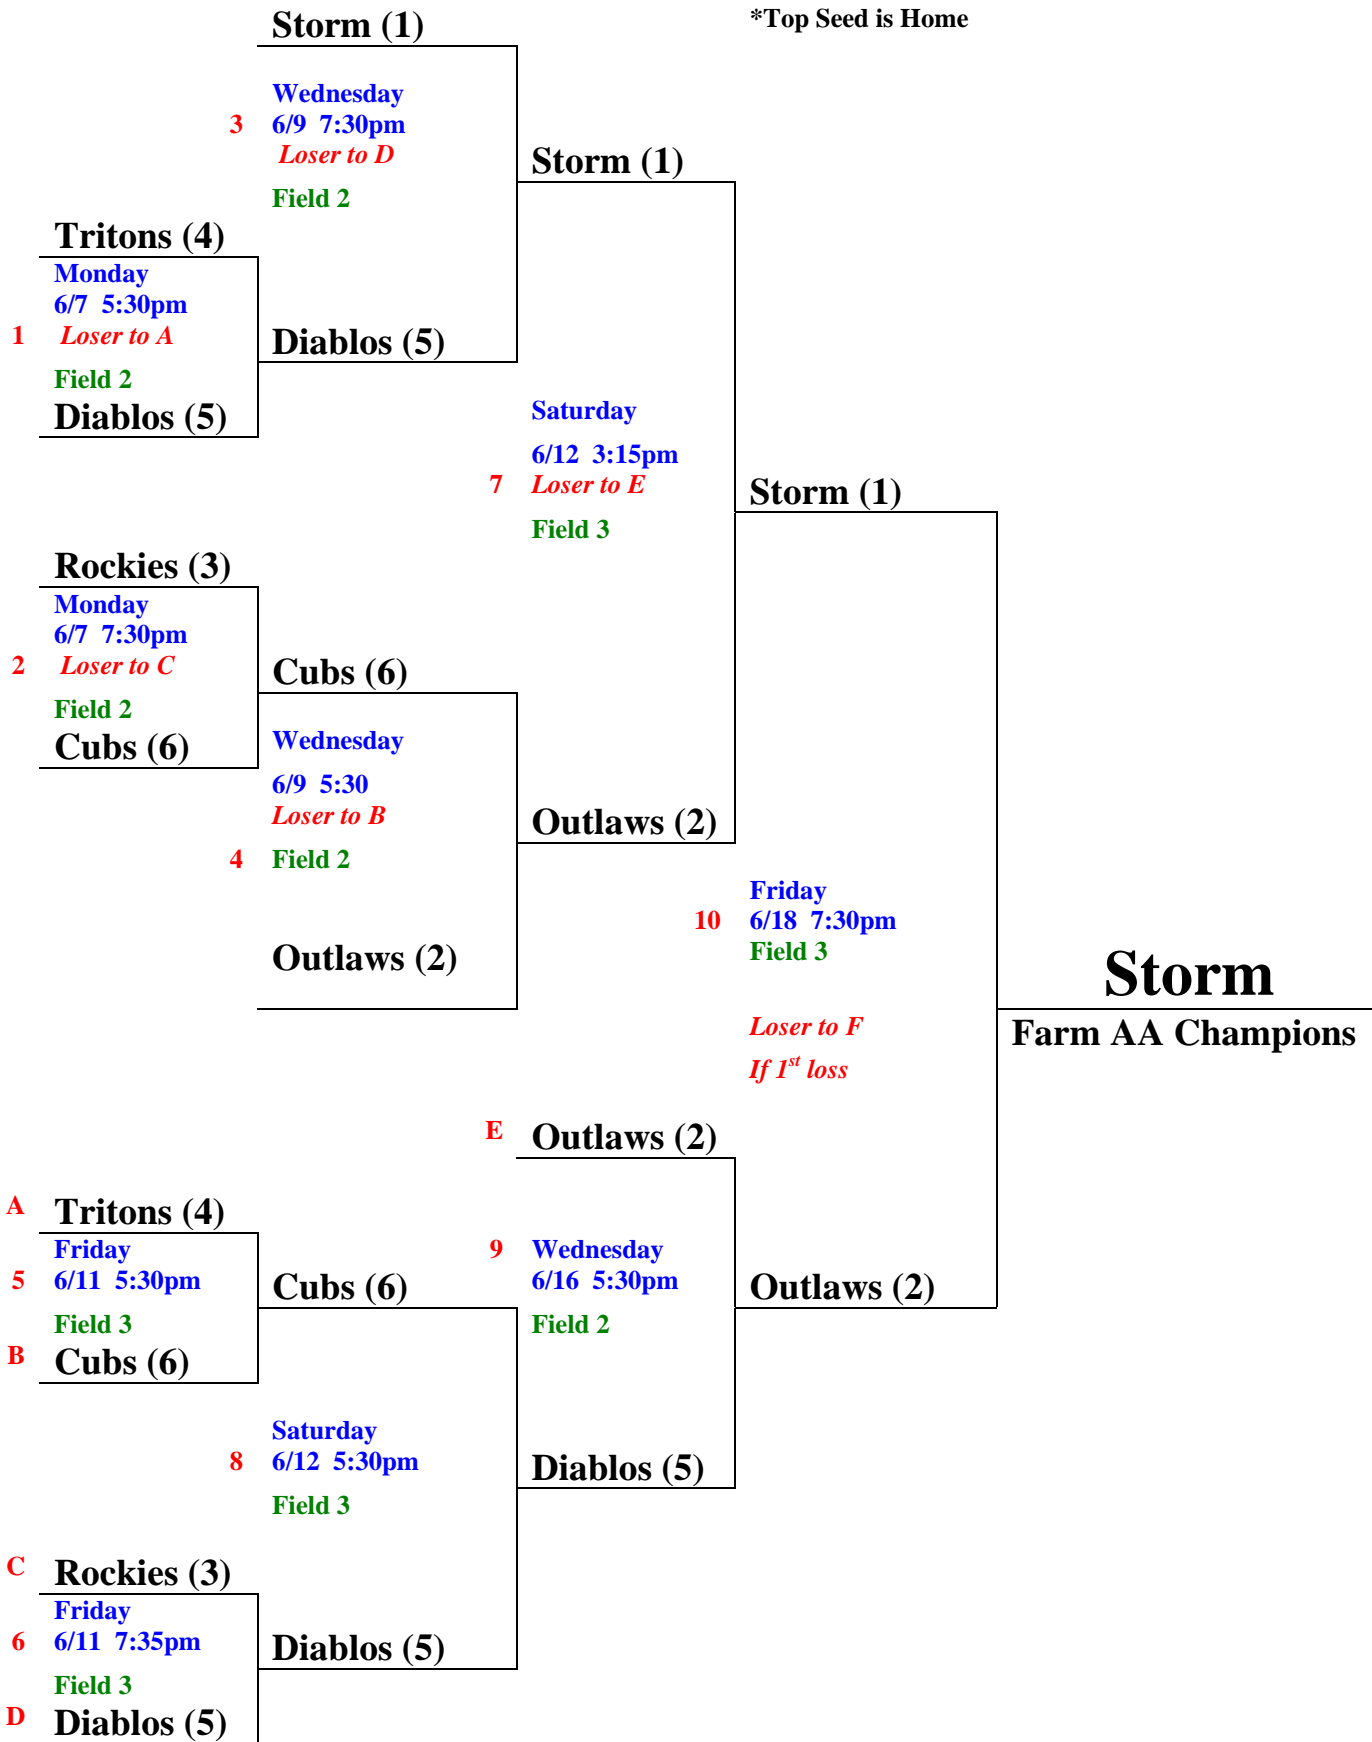 *Top Seed is Home
Storm (1)
Wednesday
3 6/9 7:30pm
Loser to D
Storm (1)
Field 2
Tritons (4)
Monday
6/7 5:30pm
1 Loser to A
Diablos (5)
Field 2
Diablos (5)
Saturday
6/12 3:15pm
7 Loser to E
Storm (1)
Field 3
Rockies (3)
Monday
6/7 7:30pm
2 Loser to C
Cubs (6)
Field 2
Cubs (6)
Wednesday
6/9 5:30
Loser to B
Outlaws (2)
4 Field 2
Friday
10 6/18 7:30pm
Field 3
Outlaws (2)
Storm
Loser to F
Farm AA Champions
If 1st loss
E Outlaws (2)
A Tritons (4)
Friday
5 6/11 5:30pm
Cubs (6)
9 Wednesday
6/16 5:30pm
Outlaws (2)
Field 3
Field 2
B Cubs (6)
Saturday
8 6/12 5:30pm
Diablos (5)
Field 3
C Rockies (3)
Friday
6 6/11 7:35pm
Diablos (5)
Field 3
D Diablos (5)